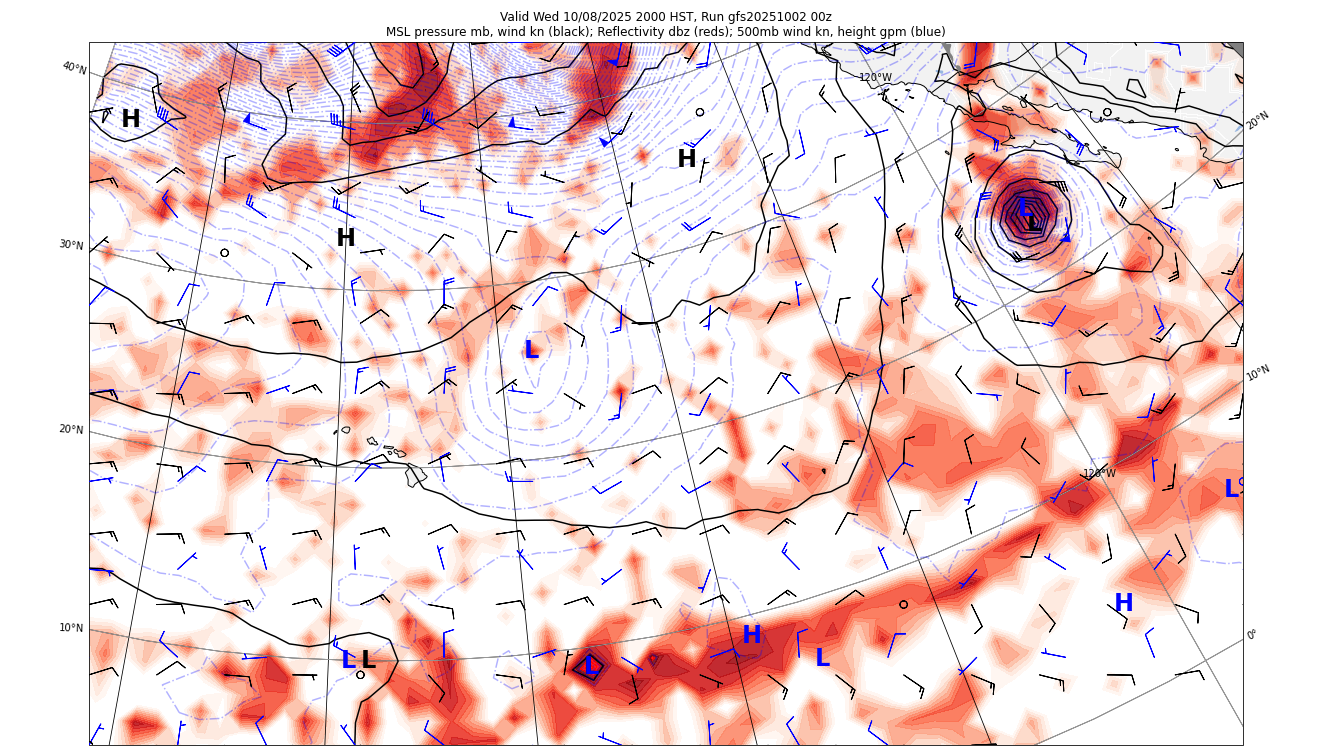 Valid Wed 10/08/2025 2000 HST, Run gfs20251002 00z
MSL pressure mb, wind kn (black); Reflectivity dbz (reds); 500mb wind kn, height gpm (blue)
40°N
120°W
20°N
H
H
L
L
H
30°N
L
10°N
20°N
120°W
L
H
10°N
H
0°
L L
L
L